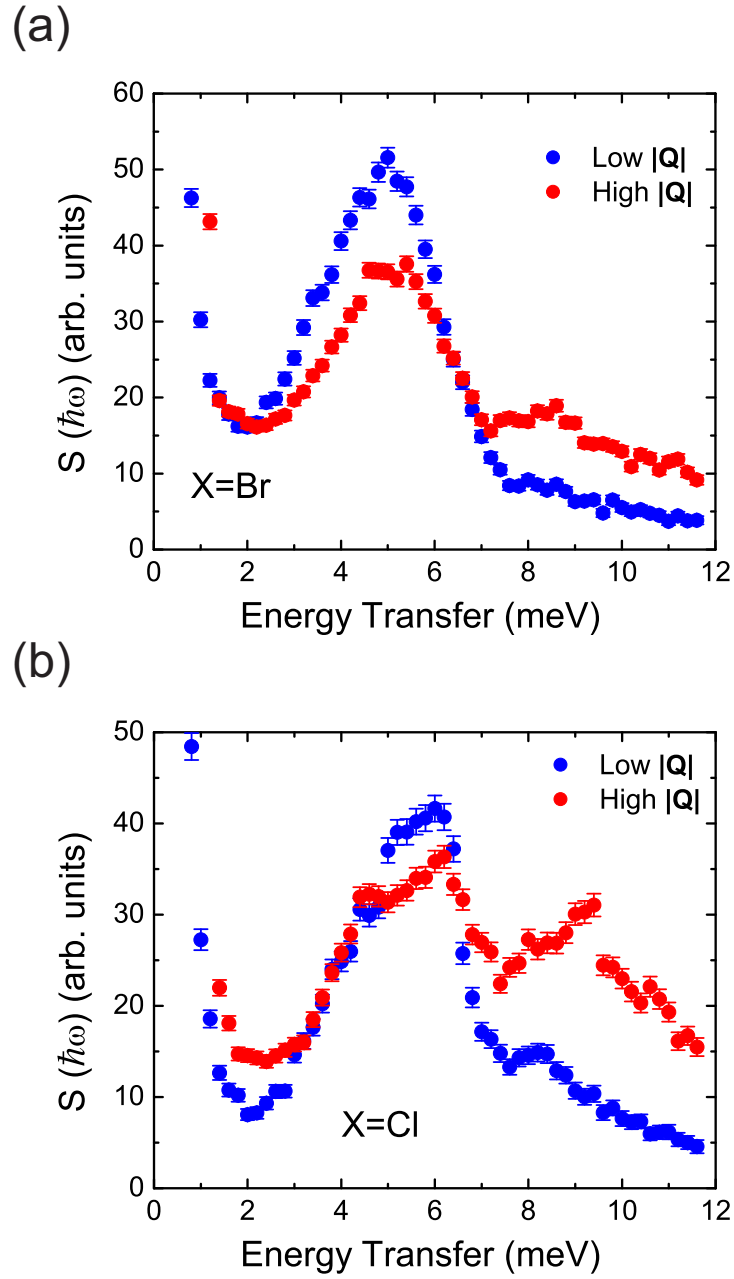 (a)
60
50
40
30
20
10
0
S (ℏω) (arb. units)
Low |Q|
High |Q|
X=Br
0 2 4 6 8 10 12
Energy Transfer (meV)
(b)
50
40
30
20
10
0
S (ℏω) (arb. units)
Low |Q|
High |Q|
X=Cl
0 2 4 6 8 10 12
Energy Transfer (meV)